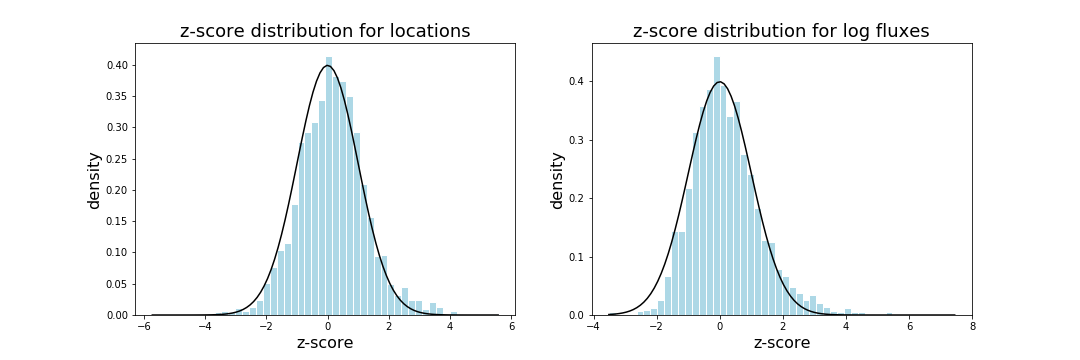 z-score distribution for locations
0.40
0.35
0.30
0.25
0.20
0.15
0.10
0.05
0.00
density
−6 −4 −2 0 2 4 6
z-score
z-score distribution for log fluxes
0.4
0.3
0.2
0.1
0.0
density
−4 −2 0 2 4 6 8
z-score